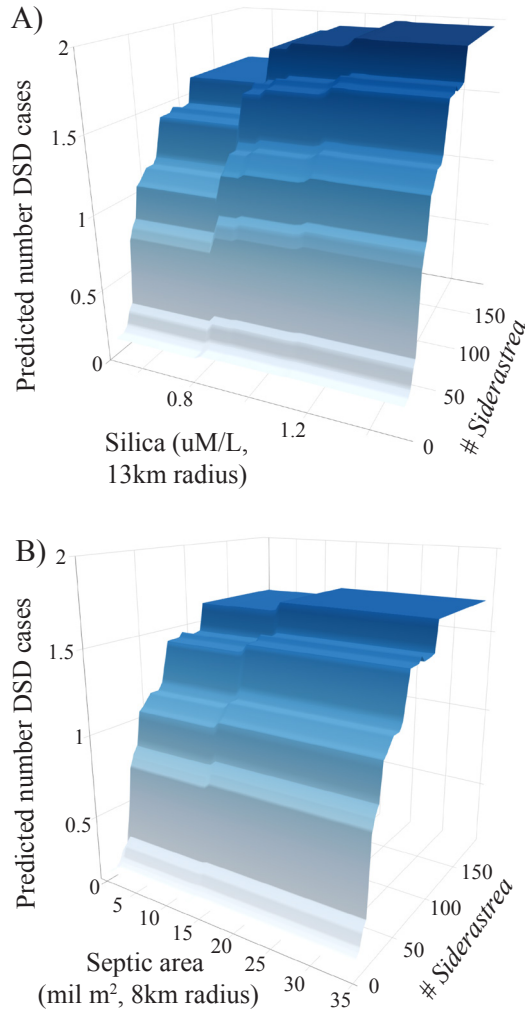 A)
2
1.5
1
0.5
0
Predicted number DSD cases
0.8
1.2
Silica (uM/L,
13km radius)
0
50
100
150
# Siderastrea
B)
2
1.5
1
0.5
0
Predicted number DSD cases
5
10
15
20
25
30
35
Septic area
(mil m², 8km radius)
0
50
100
150
# Siderastrea